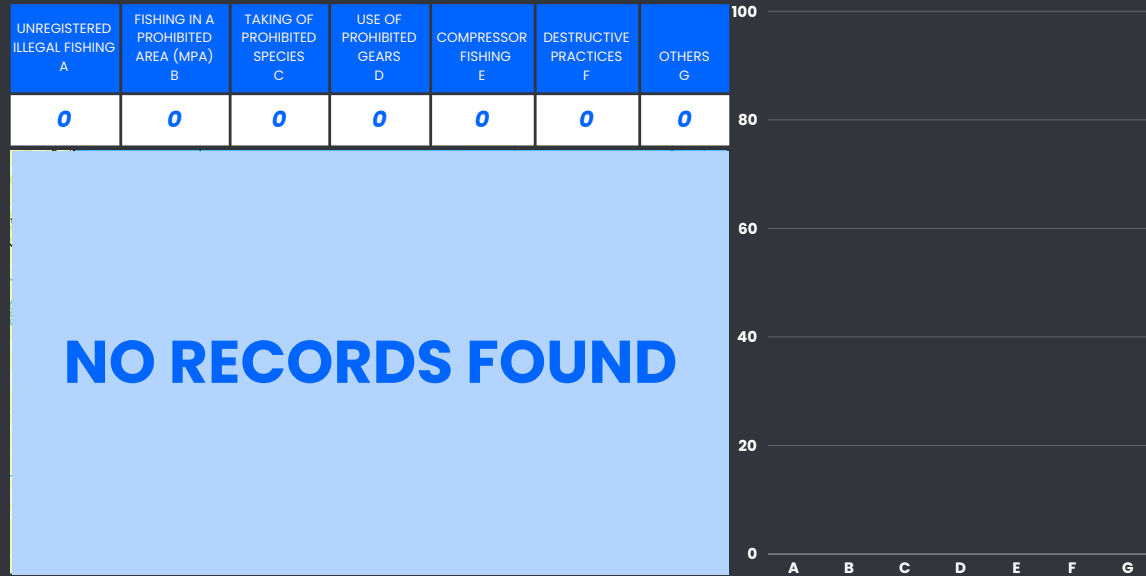 UNREGISTERED
ILLEGAL FISHING
A
FISHING IN A
PROHIBITED
AREA (MPA)
B
TAKING OF
PROHIBITED
SPECIES
C
USE OF
PROHIBITED
GEARS
D
COMPRESSOR
FISHING
E
DESTRUCTIVE
PRACTICES
F
OTHERS
G
0 0 0 0 0 0 0
NO RECORDS FOUND
100
80
60
40
20
0
A B C D E F G